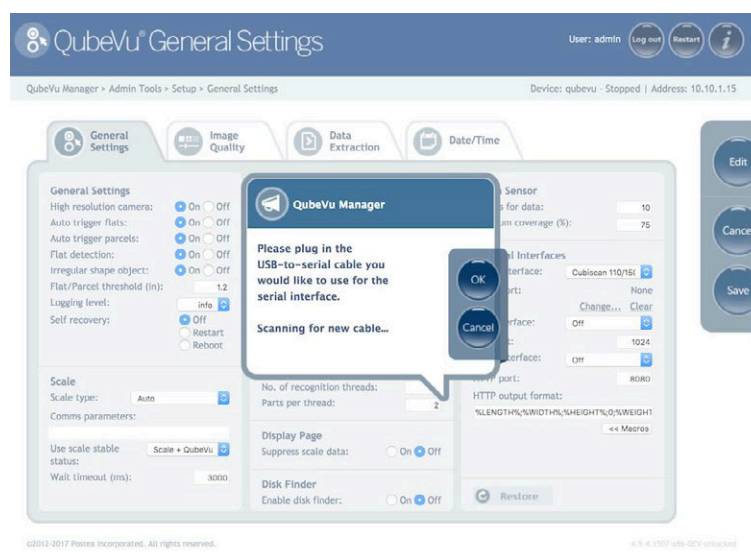 QubeVu® General Settings
User: admin
Log out
Restart
i
QubeVu Manager > Admin Tools > Setup > General Settings
Device: qubevu - Stopped | Address: 10.10.1.15
General Settings
Image Quality
Data Extraction
Date/Time
Edit
Cance
Save
General Settings
High resolution camera: On Off
Auto trigger flats: On Off
Auto trigger parcels: On Off
Flat detection: On Off
Irregular shape object: On Off
Flat/Parcel threshold (in): 1.2
Logging level: info
Self recovery: Off
Restart
Reboot
Scale
Scale type: Auto
Comms parameters:
Use scale stable status: Scale + QubeVu
Wait timeout (ms): 3000
QubeVu Manager
Please plug in the
USB-to-serial cable you
would like to use for the
serial interface.
Scanning for new cable...
OK
Cancel
No. of recognition threads:
Parts per thread: 2
Display Page
Suppress scale data: On Off
Disk Finder
Enable disk finder: On Off
Sensor
for data: 10
coverage (%): 75
Interfaces
Cubiscan 110/150
None
Change... Clear
Off
1024
Off
port: 8080
HTTP output format:
%LENGTH%;%WIDTH%;%HEIGHT%;0;%WEIGHT
<< Macros
Restore
©2012-2017 Postea Incorporated. All rights reserved.